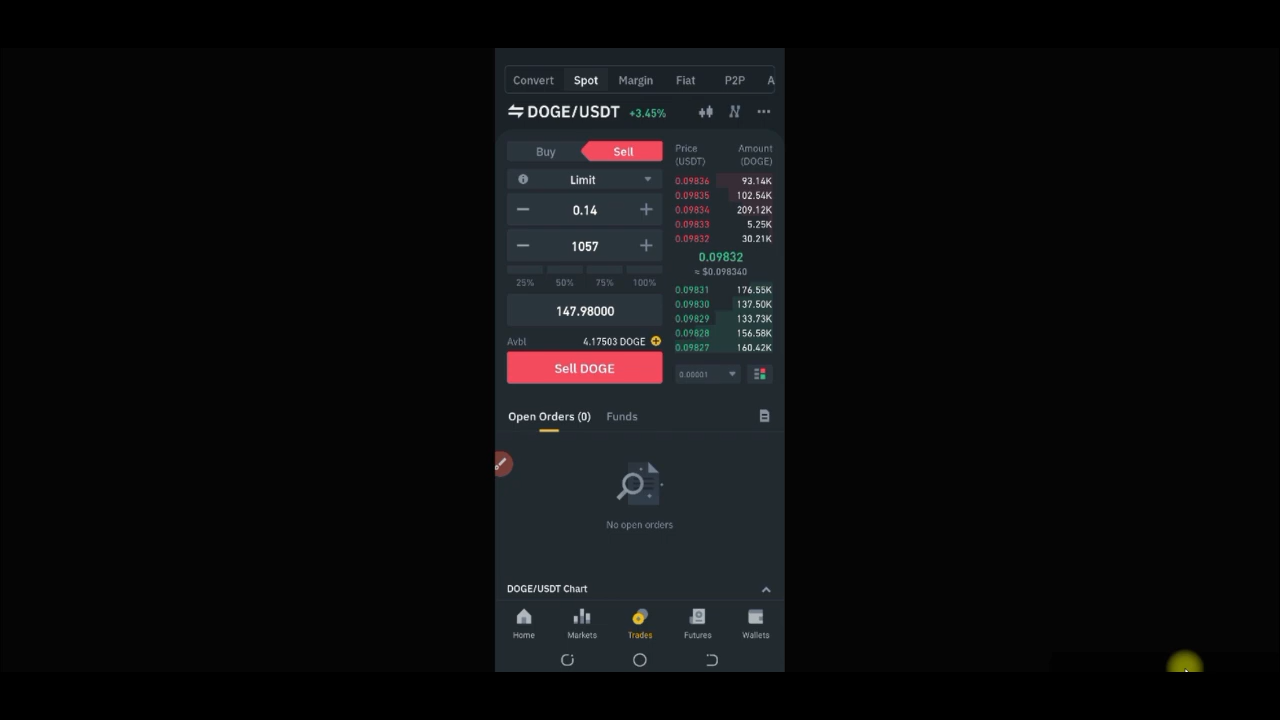 Convert Spot Margin Fiat P2P A
DOGE/USDT +3.45%
Buy Sell
Limit
0.14
1057
25% 50% 75% 100%
147.98000
Avbl 4.17503 DOGE
Sell DOGE
Price Amount
(USDT) (DOGE)
0.09836 93.14K
0.09835 102.54K
0.09834 209.12K
0.09833 5.25K
0.09832 30.21K
0.09832
≈ $0.098340
0.09831 176.55K
0.09830 137.50K
0.09829 133.73K
0.09828 156.58K
0.09827 160.42K
0.00001
Open Orders (0) Funds
No open orders
DOGE/USDT Chart
Home Markets Trades Futures Wallets